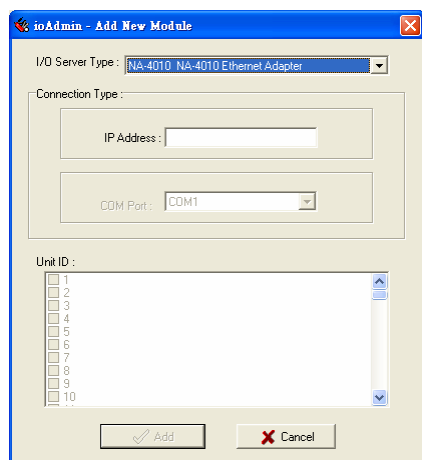 ioAdmin - Add New Module
I/O Server Type : NA-4010 NA-4010 Ethernet Adapter
Connection Type :
IP Address :
COM Port : COM1
Unit ID :
1
2
3
4
5
6
7
8
9
10
Add Cancel